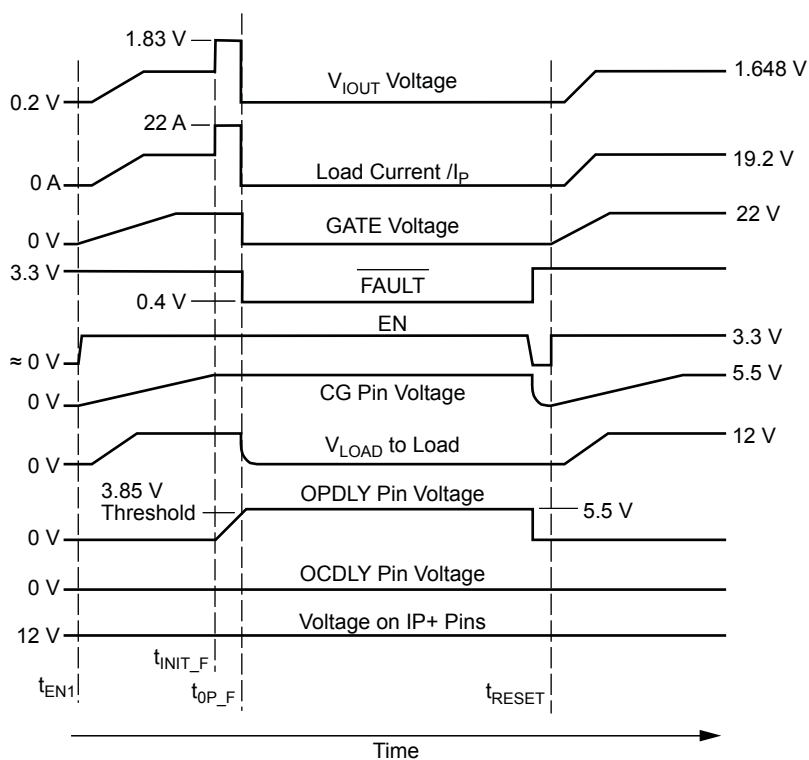 1.83 V
V_IOUT Voltage
1.648 V
0.2 V
22 A
Load Current /I_P
19.2 V
0 A
GATE Voltage
22 V
0 V
3.3 V
FAULT
0.4 V
EN
3.3 V
≈ 0 V
CG Pin Voltage
5.5 V
0 V
V_LOAD to Load
12 V
0 V
3.85 V
Threshold
OPDLY Pin Voltage
5.5 V
0 V
OCDLY Pin Voltage
0 V
Voltage on IP+ Pins
12 V
t_INIT_F
t_EN1
t_0P_F
t_RESET
Time